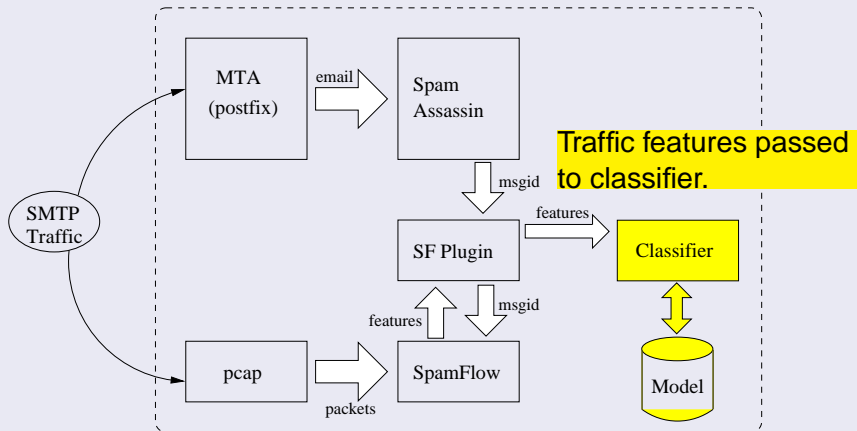 MTA
(postfix)
email
Spam
Assassin
Traffic features passed
to classifier.
msgid
features
SMTP
Traffic
SF Plugin
Classifier
features
msgid
pcap
packets
SpamFlow
Model